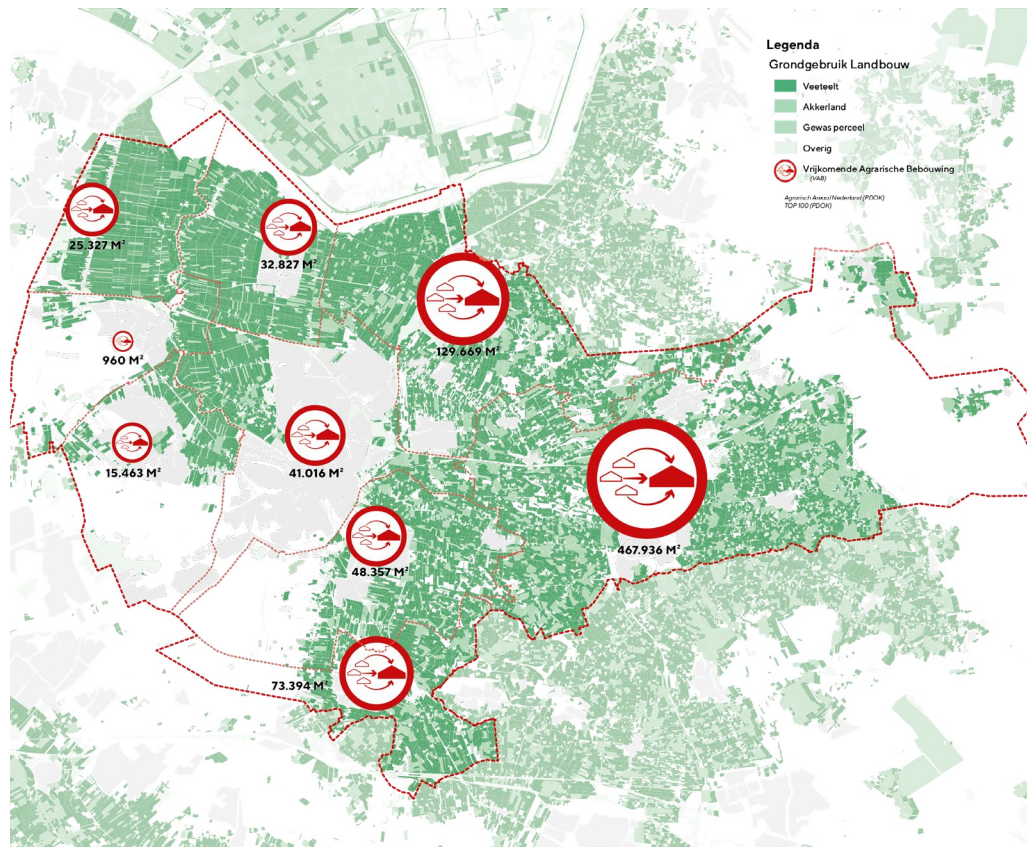 Legenda
Grondgebruik Landbouw
Veeteelt
Akkerland
Gewas perceel
Overig
Vrijkomende Agrarische Bebouwing
(VAB)
Agrarisch Areaal Nederland (PDOK)
TOP 100 (PDOK)
25.327 M²
32.827 M²
129.669 M²
960 M²
15.463 M²
41.016 M²
467.936 M²
48.357 M²
73.394 M²